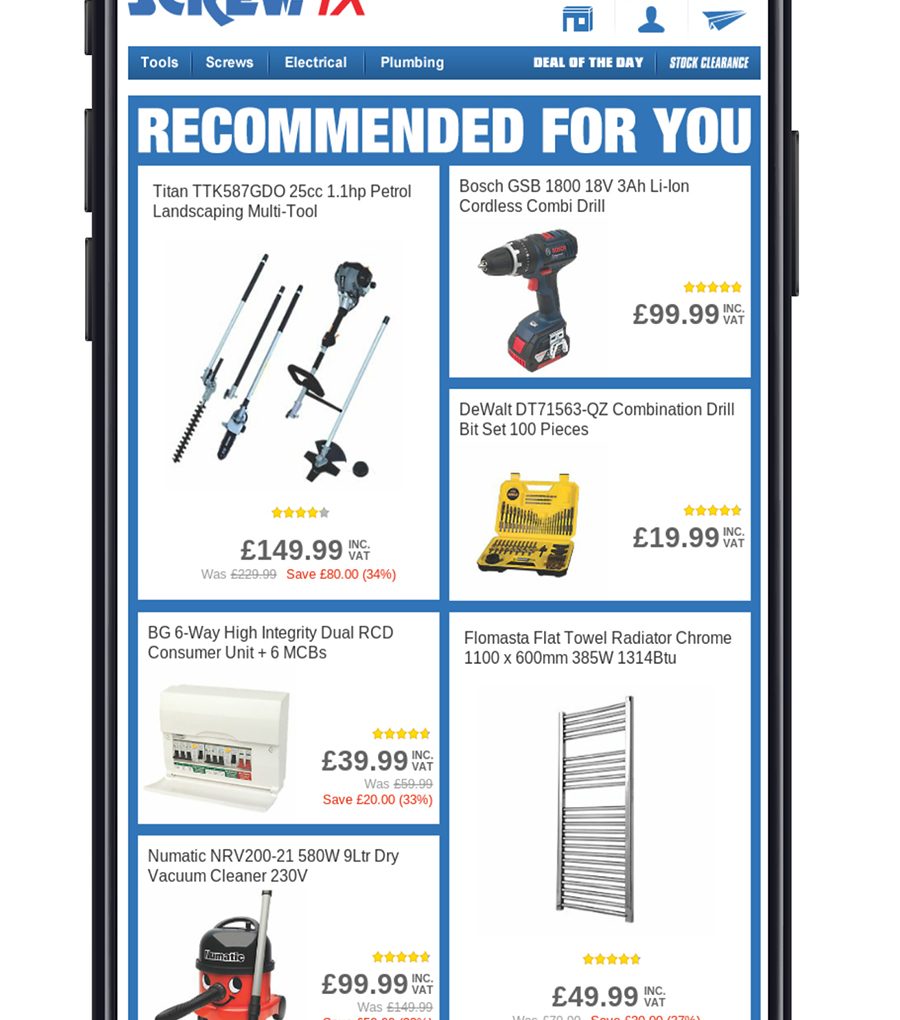 SCREWFIX
Tools Screws Electrical Plumbing DEAL OF THE DAY STOCK CLEARANCE
RECOMMENDED FOR YOU
Titan TTK587GDO 25cc 1.1hp Petrol
Landscaping Multi-Tool
£149.99 INC. VAT
Was £229.99 Save £80.00 (34%)
Bosch GSB 1800 18V 3Ah Li-Ion
Cordless Combi Drill
BOSCH
£99.99 INC. VAT
DeWalt DT71563-QZ Combination Drill
Bit Set 100 Pieces
£19.99 INC. VAT
BG 6-Way High Integrity Dual RCD
Consumer Unit + 6 MCBs
£39.99 INC. VAT
Was £59.99
Save £20.00 (33%)
Flomasta Flat Towel Radiator Chrome
1100 x 600mm 385W 1314Btu
£49.99 INC. VAT
Was £79.99 Save £30.00 (37%)
Numatic NRV200-21 580W 9Ltr Dry
Vacuum Cleaner 230V
Numatic
£99.99 INC. VAT
Was £149.99